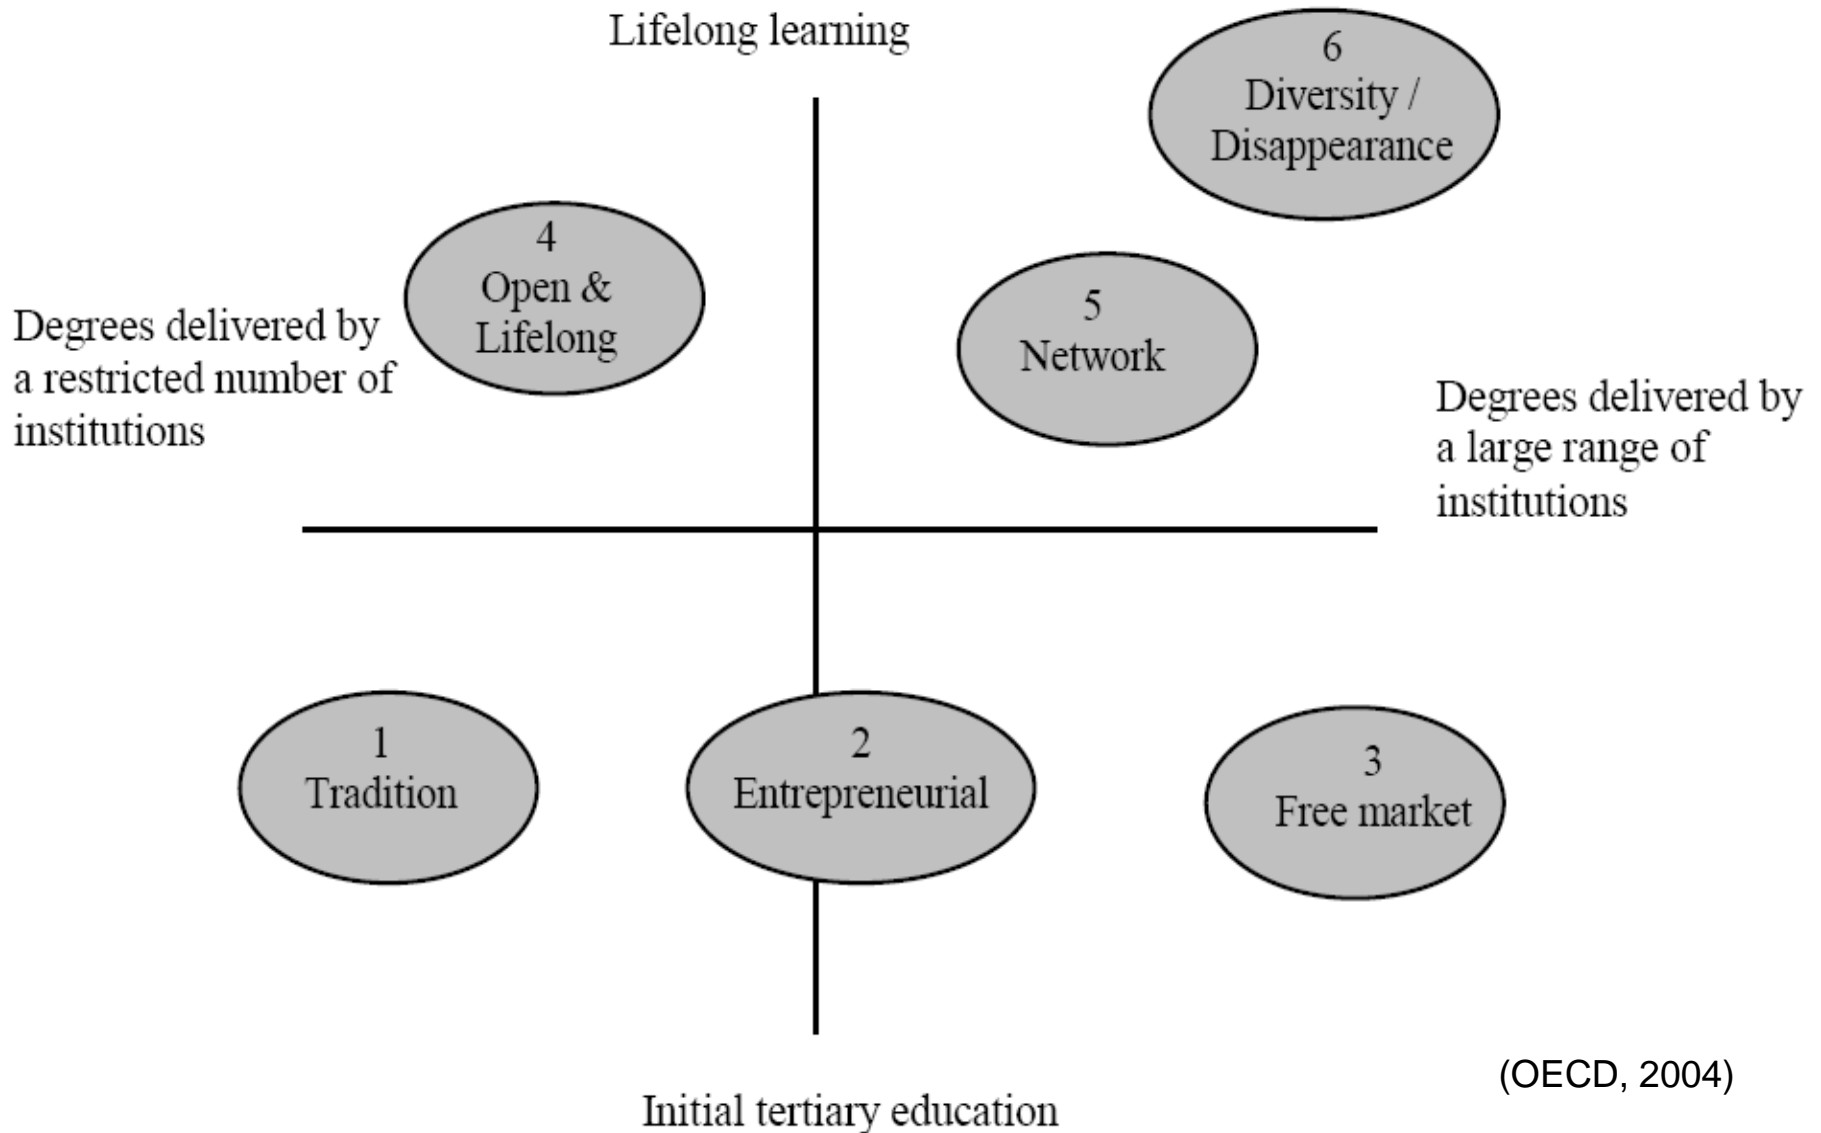 Lifelong learning
6
Diversity /
Disappearance
4
Open &
Lifelong
5
Network
Degrees delivered by
a restricted number of
institutions
Degrees delivered by
a large range of
institutions
1
Tradition
2
Entrepreneurial
3
Free market
(OECD, 2004)
Initial tertiary education